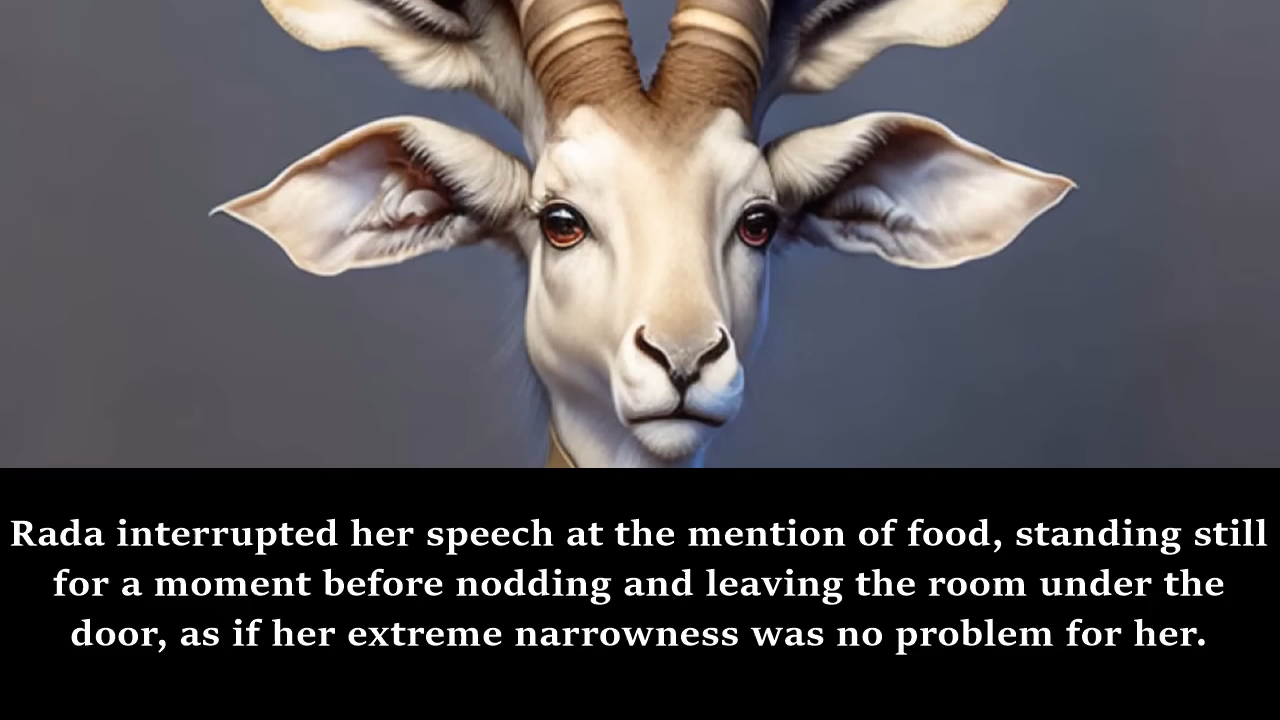 Rada interrupted her speech at the mention of food, standing still
for a moment before nodding and leaving the room under the
door, as if her extreme narrowness was no problem for her.